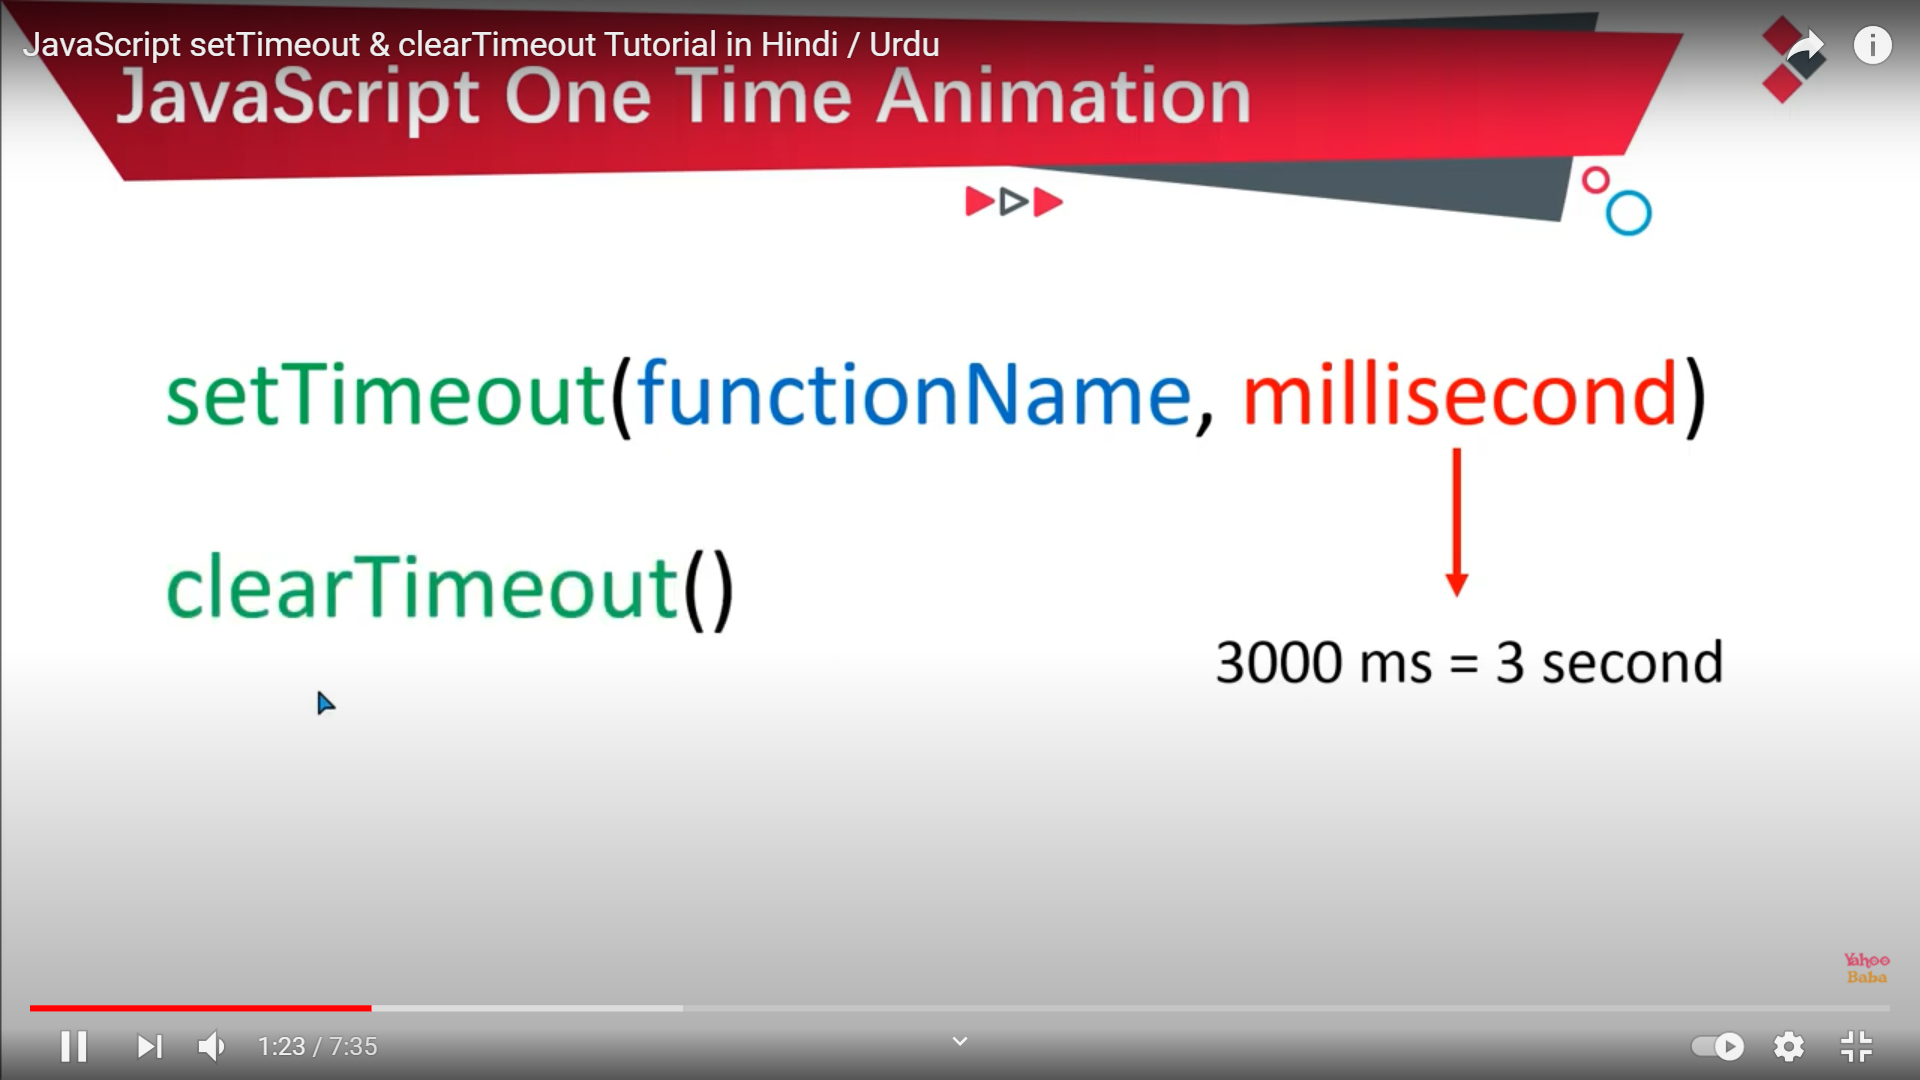 JavaScript setTimeout & clearTimeout Tutorial in Hindi / Urdu
JavaScript One Time Animation
setTimeout(functionName, millisecond)
clearTimeout()
3000 ms = 3 second
Yahoo
Baba
1:23 / 7:35